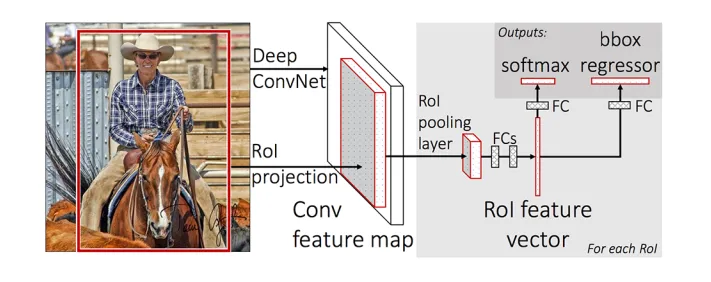 Deep
ConvNet
RoI
projection
Conv
feature map
RoI
pooling
layer
FCs
RoI feature
vector
Outputs:
softmax
bbox
regressor
FC
FC
For each RoI